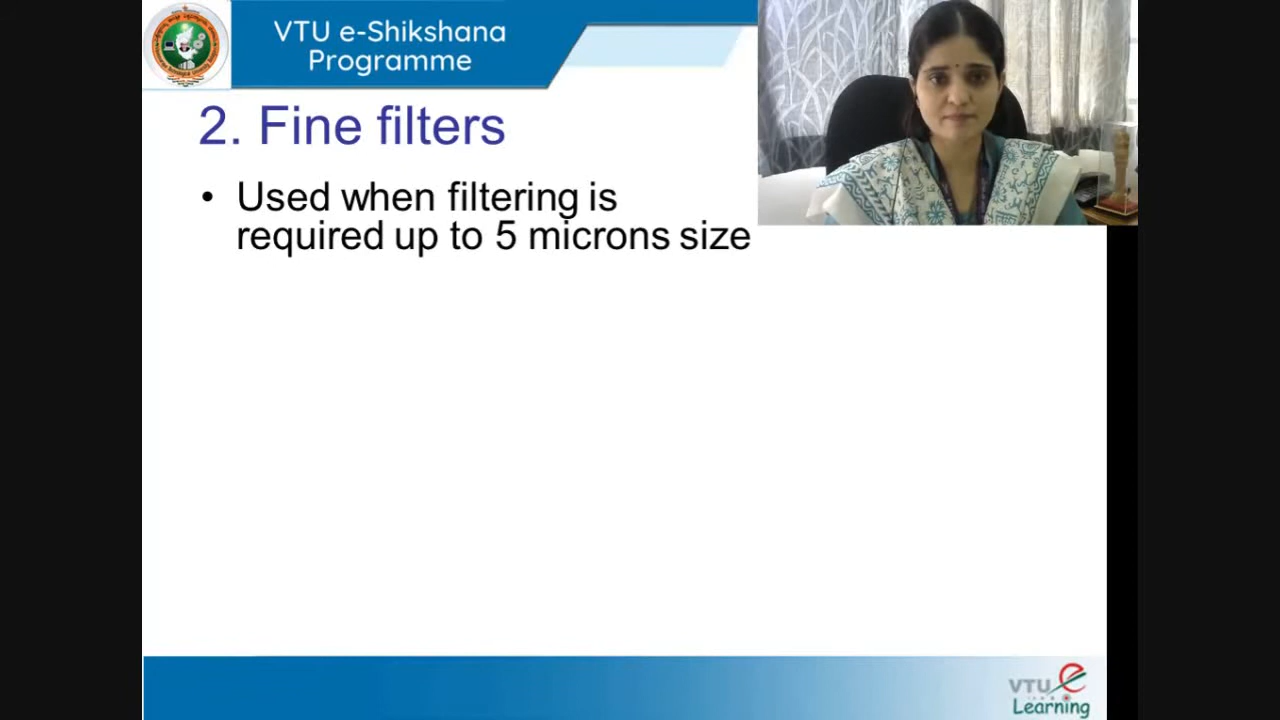 VTU e-Shikshana
Programme
2. Fine filters
• Used when filtering is
required up to 5 microns size
VTU e
Learning